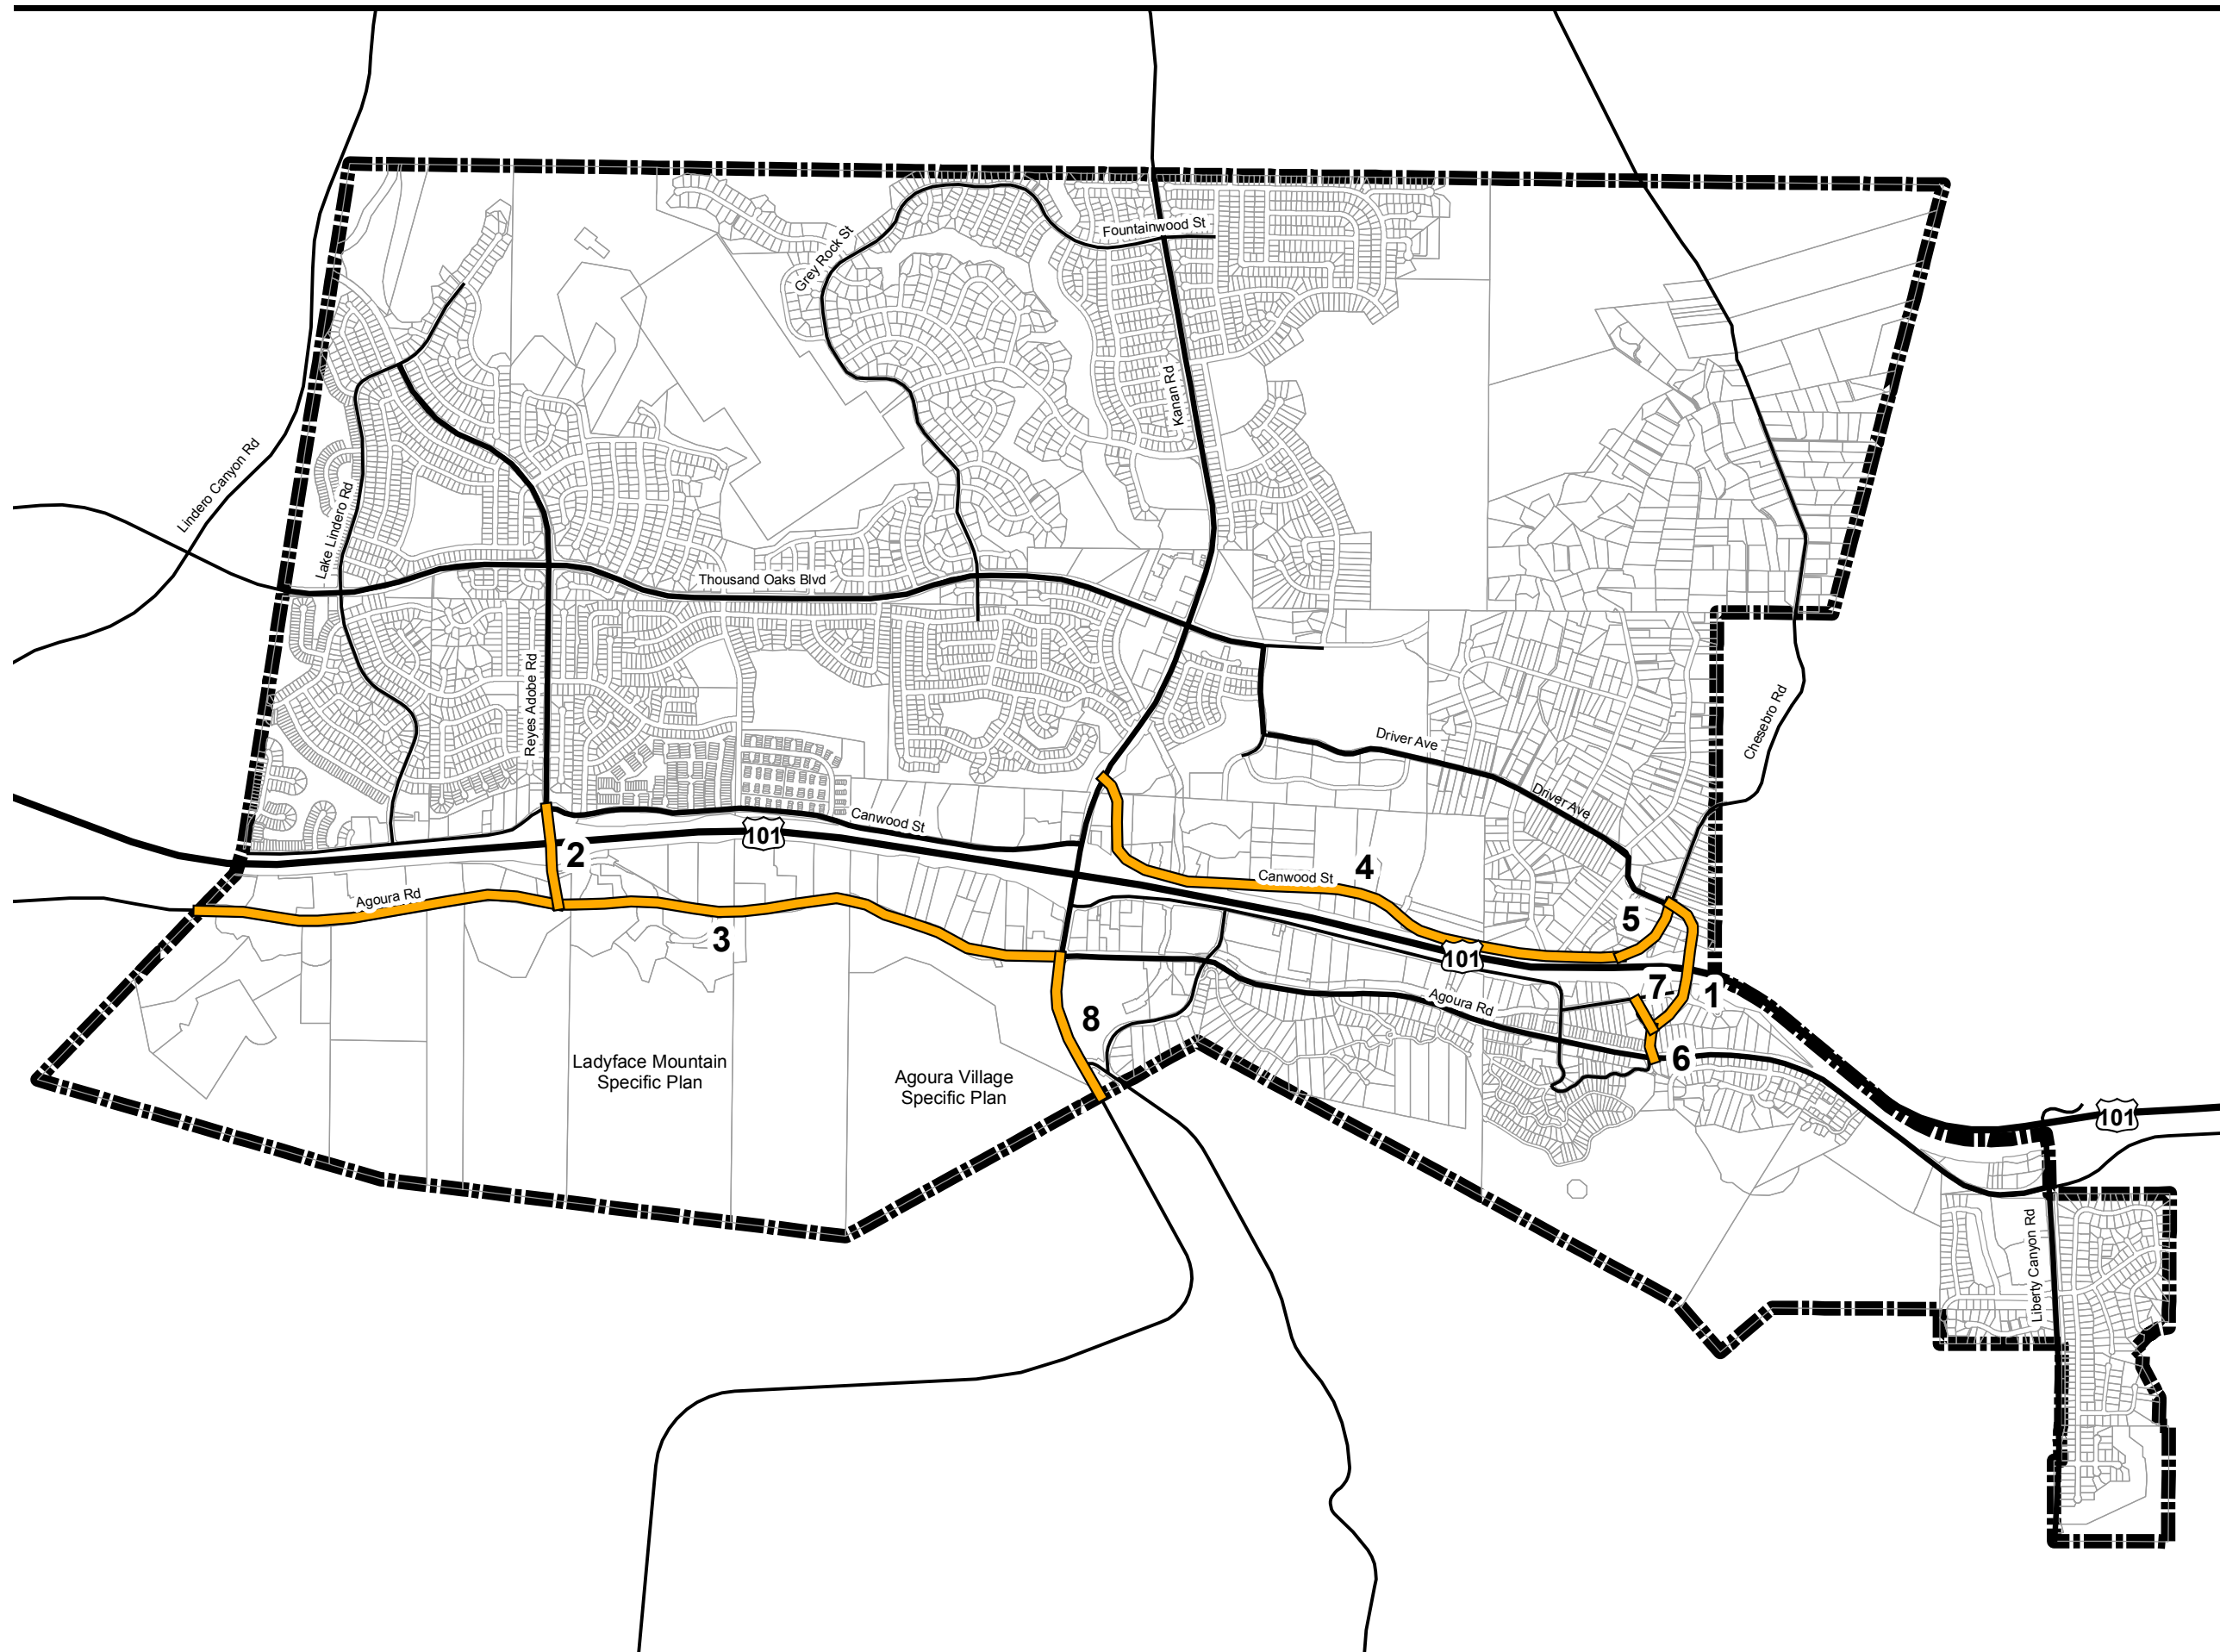 Fountainwood St
Grey Rock St
Kanan Rd
Lindero Canyon Rd
Lake Lindero Rd
Thousand Oaks Blvd
Reyes Adobe Rd
Chesebro Rd
Driver Ave
Driver Ave
Canwood St
101
2
4
Canwood St
Agoura Rd
3
5
101
7
1
Agoura Rd
8
6
Ladyface Mountain
Specific Plan
Agoura Village
Specific Plan
101
Liberty Canyon Rd